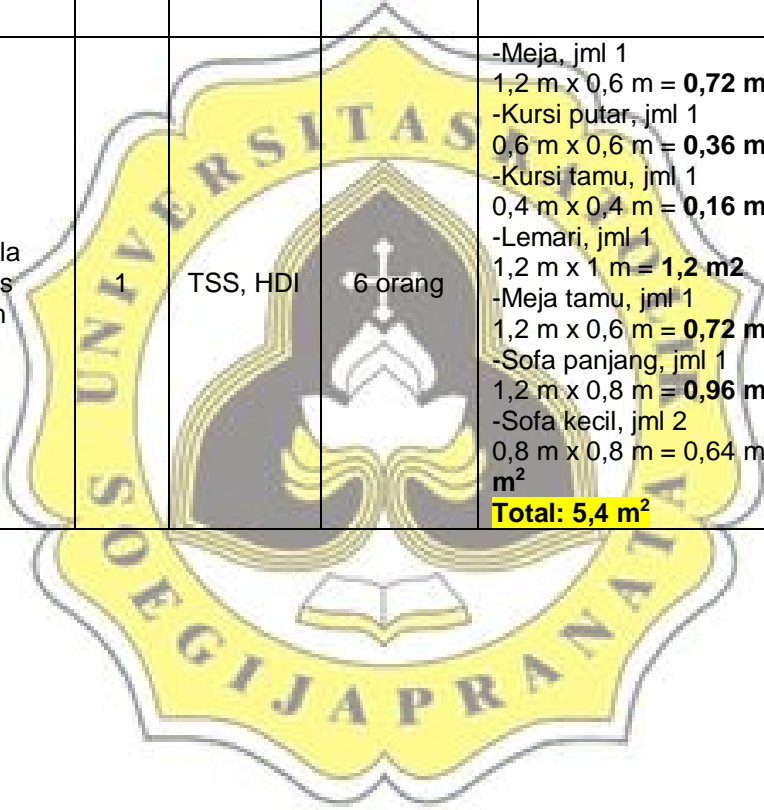 la
s
n
1
TSS, HDI
6 orang
-Meja, jml 1
1,2 m x 0,6 m = 0,72 m
-Kursi putar, jml 1
0,6 m x 0,6 m = 0,36 m
-Kursi tamu, jml 1
0,4 m x 0,4 m = 0,16 m
-Lemari, jml 1
1,2 m x 1 m = 1,2 m2
-Meja tamu, jml 1
1,2 m x 0,6 m = 0,72 m
-Sofa panjang, jml 1
1,2 m x 0,8 m = 0,96 m
-Sofa kecil, jml 2
0,8 m x 0,8 m = 0,64 m
m²
Total: 5,4 m²
UNIVERSITAS KATOLIK
SOEGIJAPRANATA